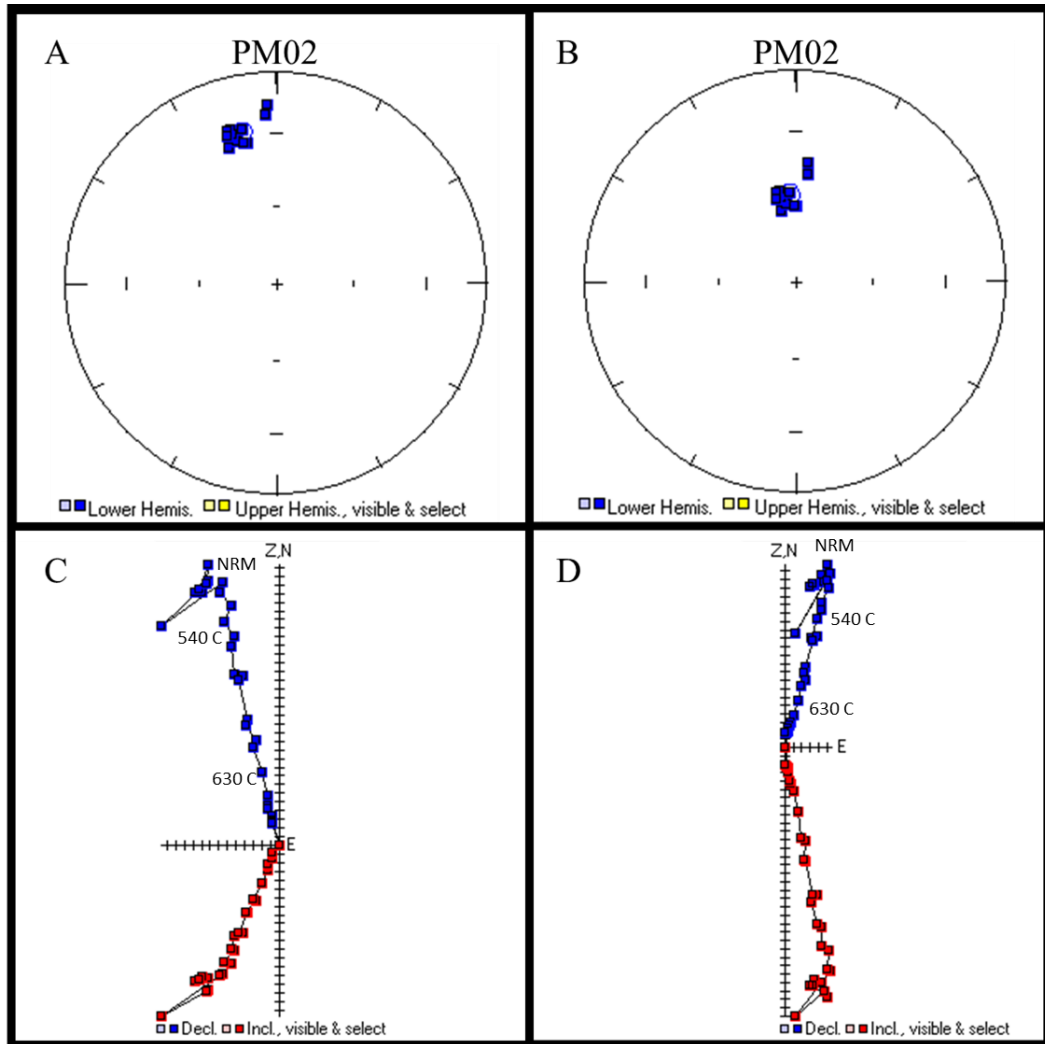 A
PM02
Lower Hemis. Upper Hemis., visible & select
B
PM02
Lower Hemis. Upper Hemis., visible & select
C
Z,N
NRM
540 C
630 C
E
Decl. Incl., visible & select
D
Z,N
NRM
540 C
630 C
E
Decl. Incl., visible & select